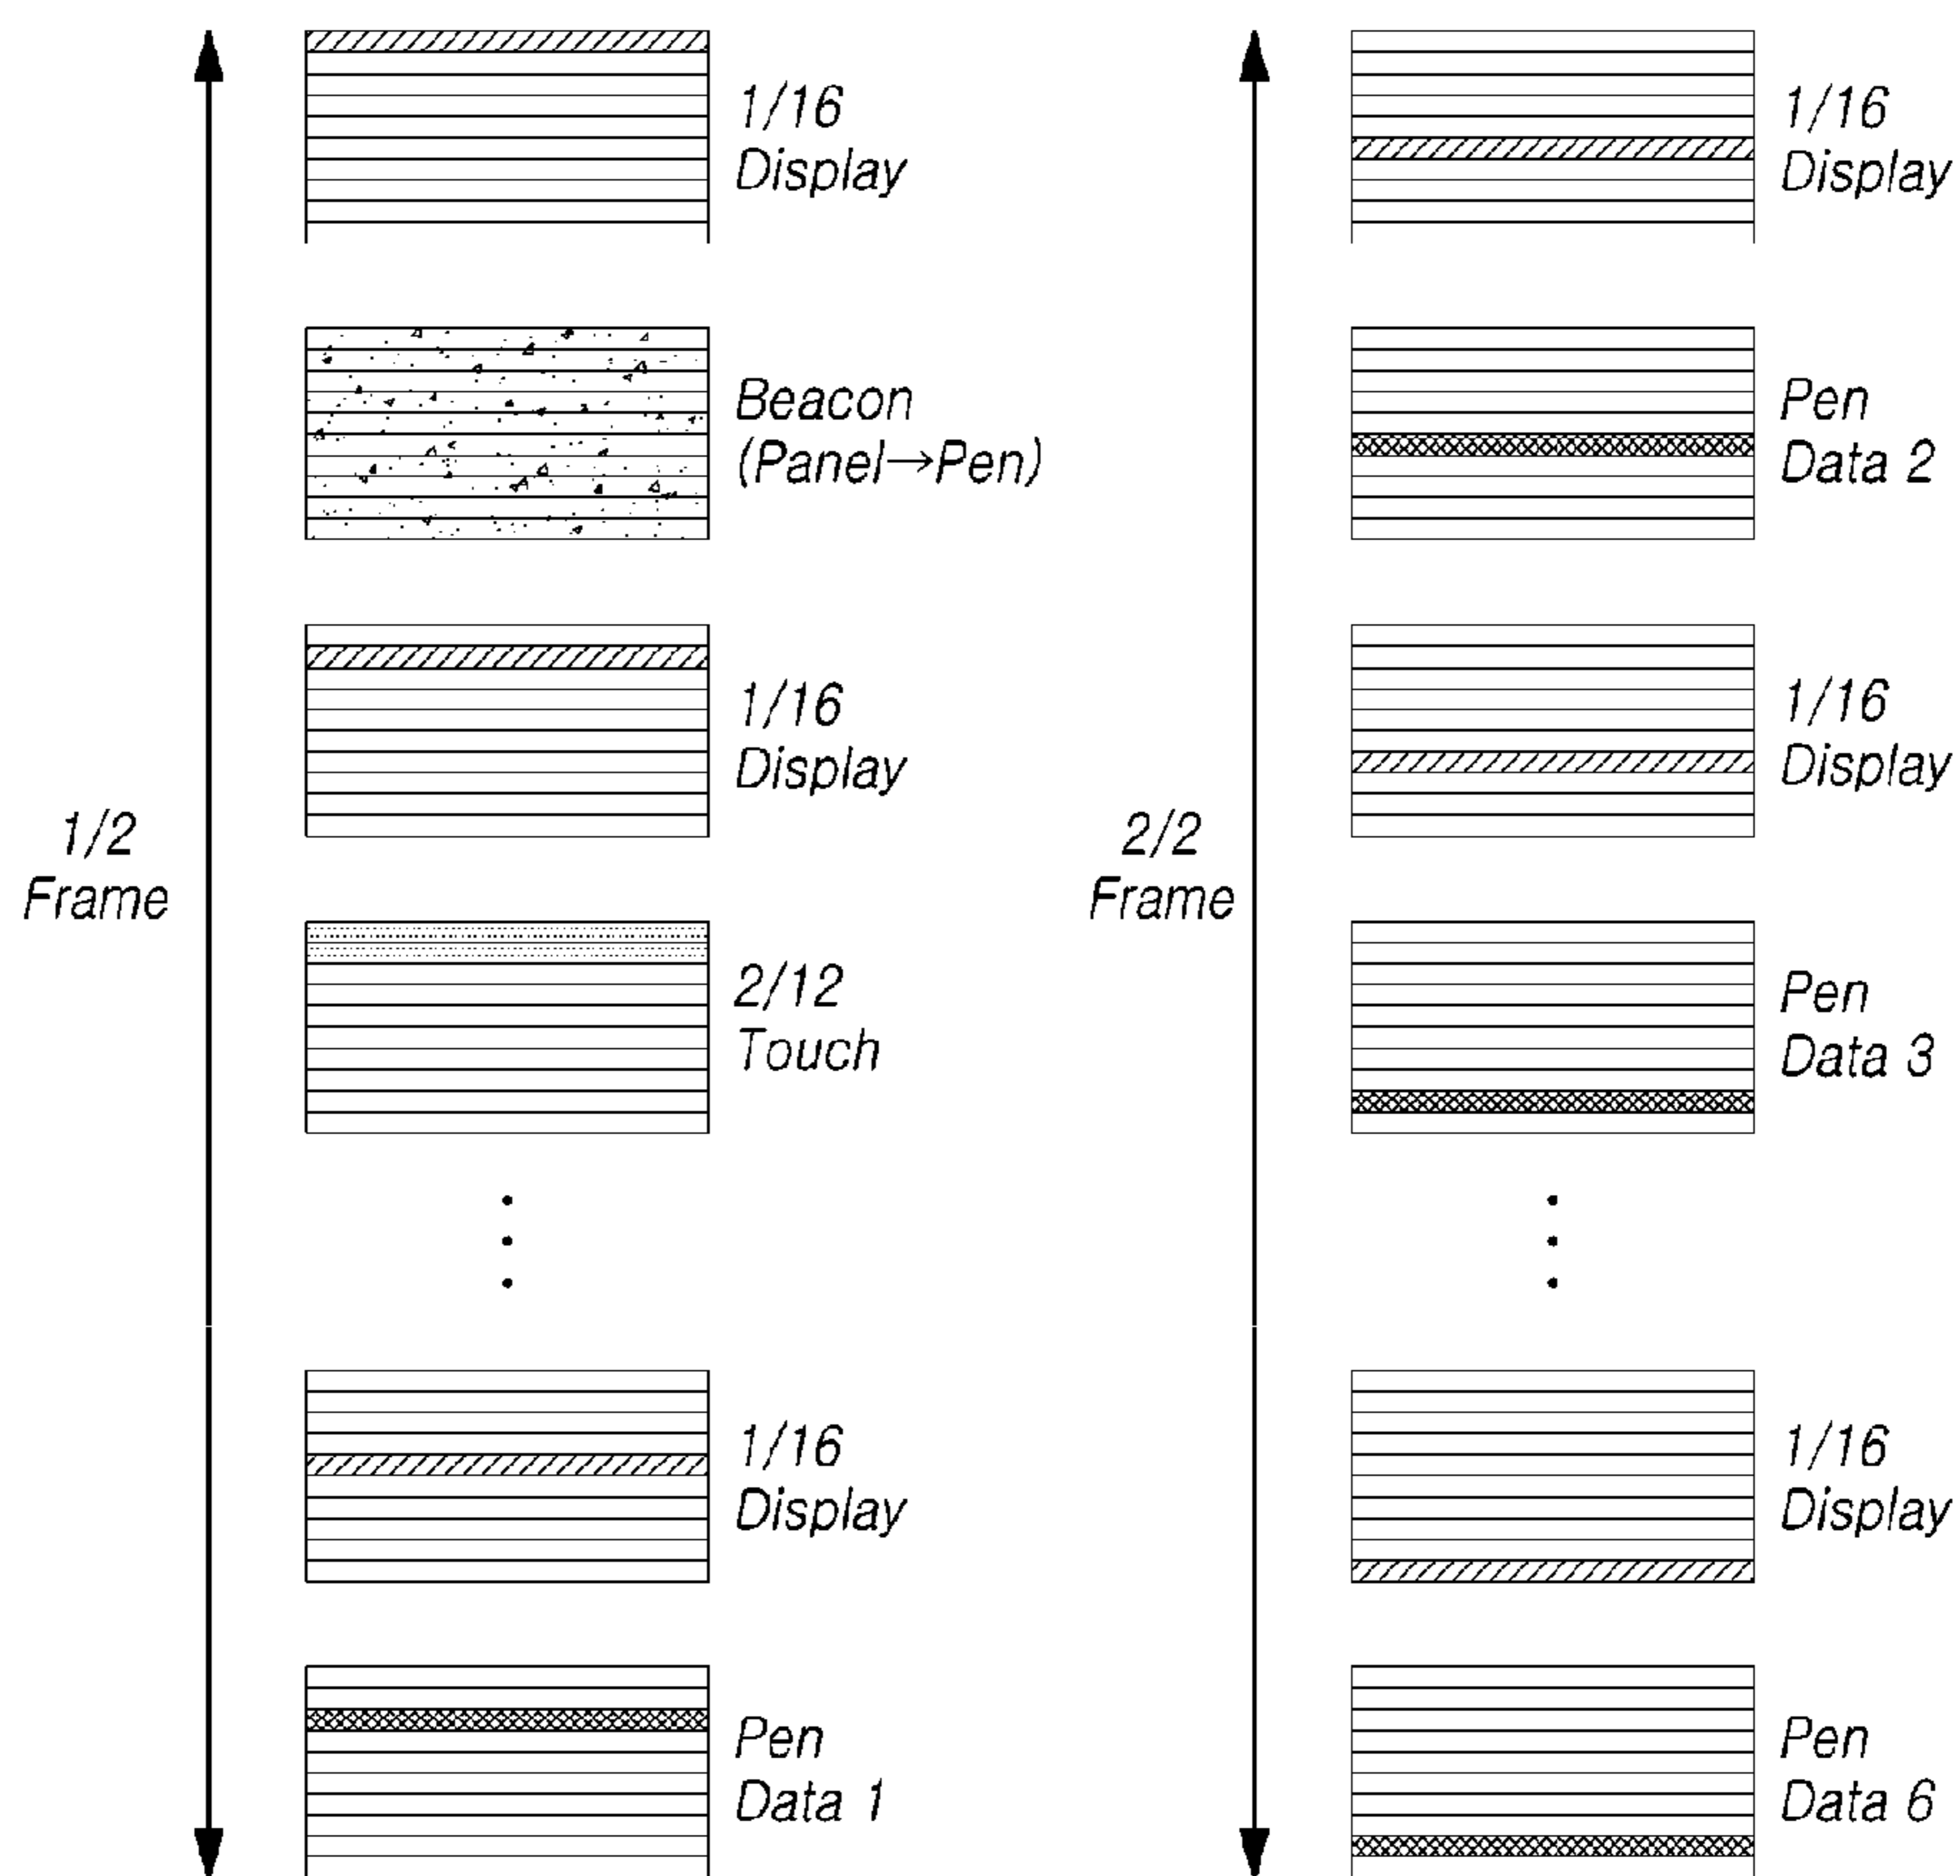 1/2
Frame
1/16
Display
Beacon
(Panel→Pen)
1/16
Display
2/12
Touch
1/16
Display
Pen
Data 1
2/2
Frame
1/16
Display
Pen
Data 2
1/16
Display
Pen
Data 3
1/16
Display
Pen
Data 6